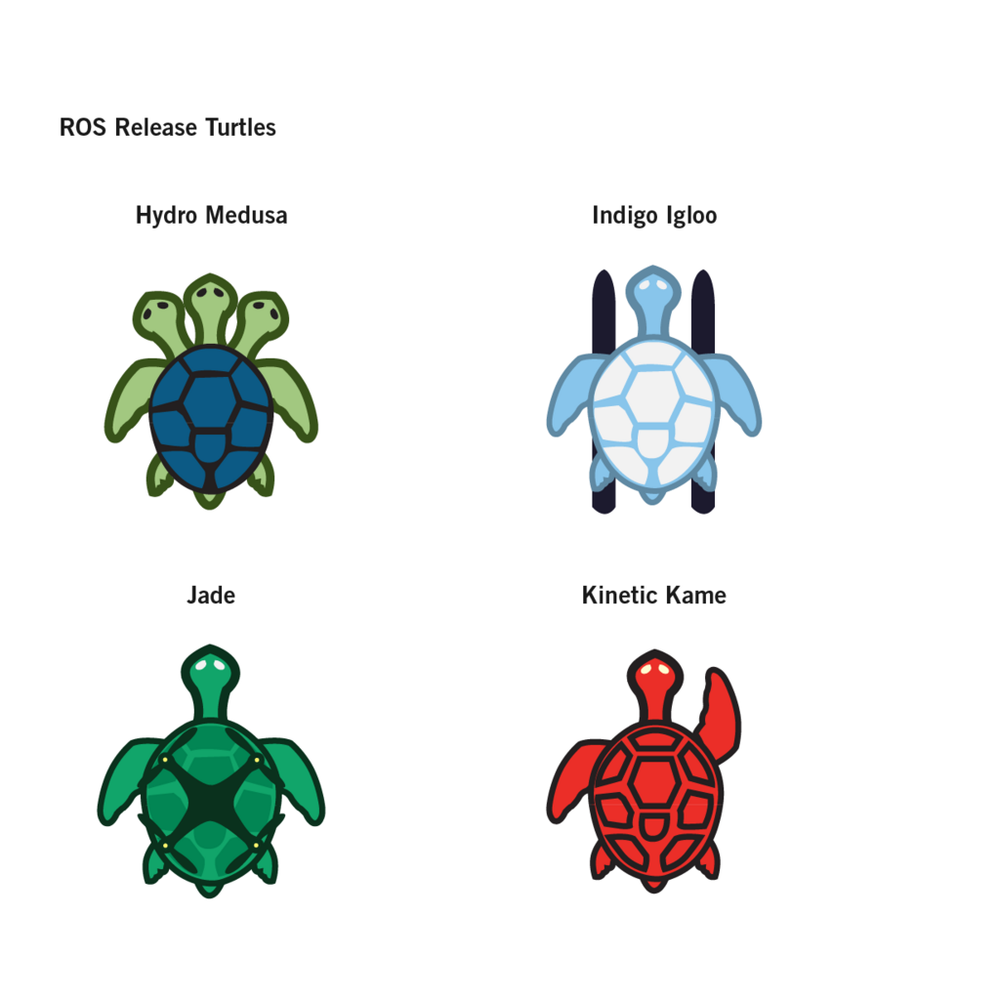 ROS Release Turtles
Hydro Medusa
Indigo Igloo
Jade
Kinetic Kame